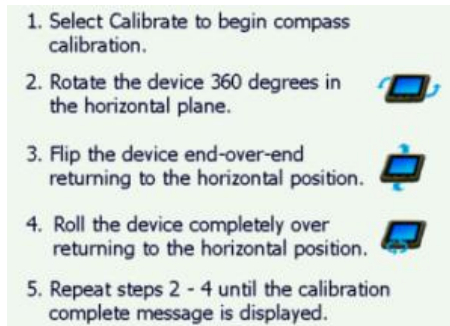 1. Select Calibrate to begin compass
calibration.
2. Rotate the device 360 degrees in
the horizontal plane.
3. Flip the device end-over-end
returning to the horizontal position.
4. Roll the device completely over
returning to the horizontal position.
5. Repeat steps 2 - 4 until the calibration
complete message is displayed.